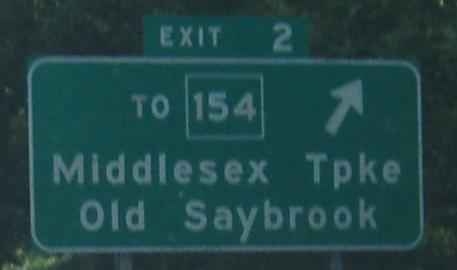 EXIT 2
TO 154
Middlesex Tpke
Old Saybrook